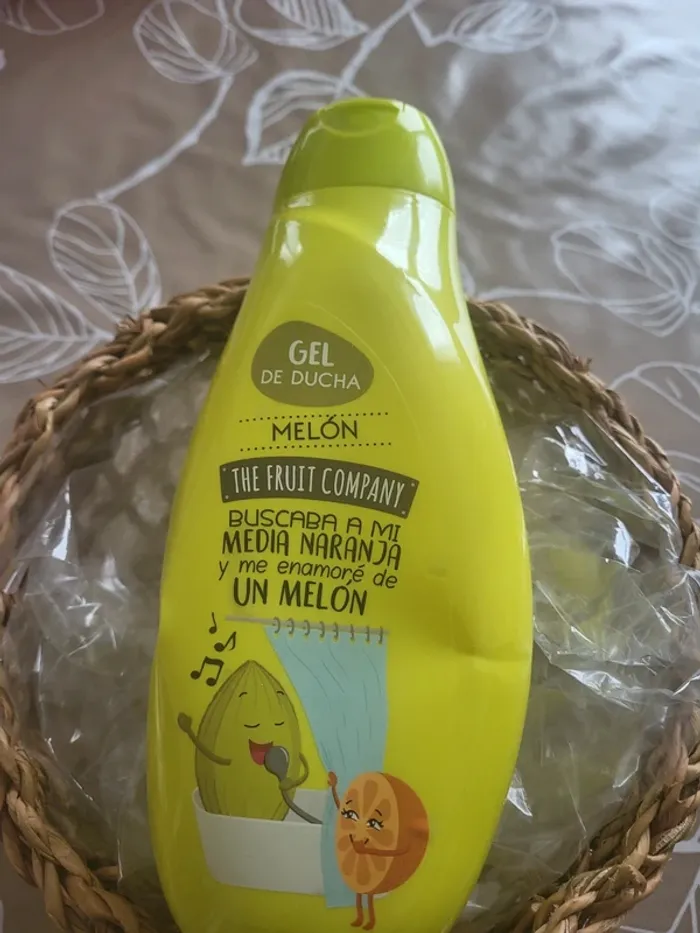 GEL
DE DUCHA
MELÓN
THE FRUIT COMPANY
BUSCABA A MI
MEDIA NARANJA
y me enamoré de
UN MELÓN